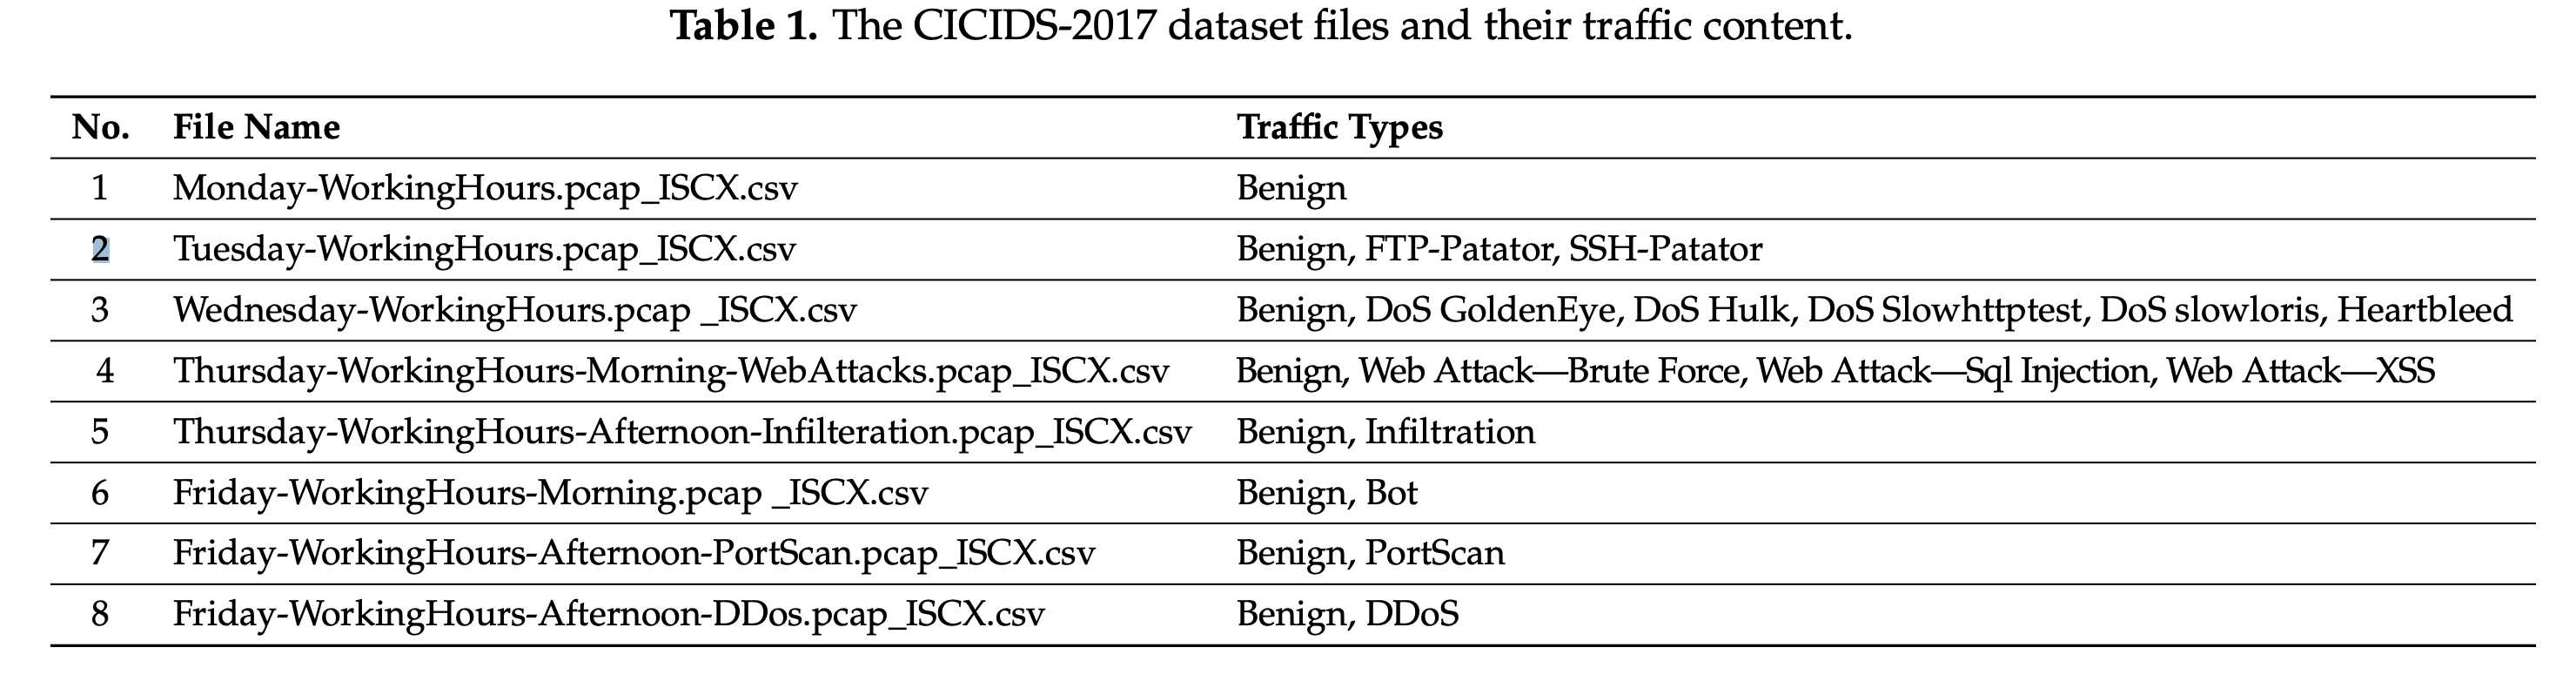 Table 1. The CICIDS-2017 dataset files and their traffic content.
No. File Name Traffic Types
1 Monday-WorkingHours.pcap_ISCX.csv Benign
2 Tuesday-WorkingHours.pcap_ISCX.csv Benign, FTP-Patator, SSH-Patator
3 Wednesday-WorkingHours.pcap _ISCX.csv Benign, DoS GoldenEye, DoS Hulk, DoS Slowhttptest, DoS slowloris, Heartbleed
4 Thursday-WorkingHours-Morning-WebAttacks.pcap_ISCX.csv Benign, Web Attack—Brute Force, Web Attack—Sql Injection, Web Attack—XSS
5 Thursday-WorkingHours-Afternoon-Infilteration.pcap_ISCX.csv Benign, Infiltration
6 Friday-WorkingHours-Morning.pcap _ISCX.csv Benign, Bot
7 Friday-WorkingHours-Afternoon-PortScan.pcap_ISCX.csv Benign, PortScan
8 Friday-WorkingHours-Afternoon-DDos.pcap_ISCX.csv Benign, DDoS